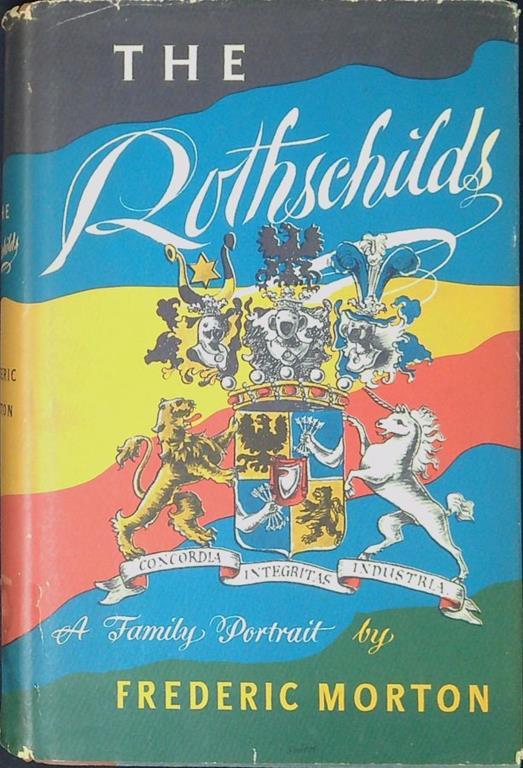 THE
Rothschilds
CONCORDIA INTEGRITAS INDUSTRIA
A Family Portrait by
FREDERIC MORTON